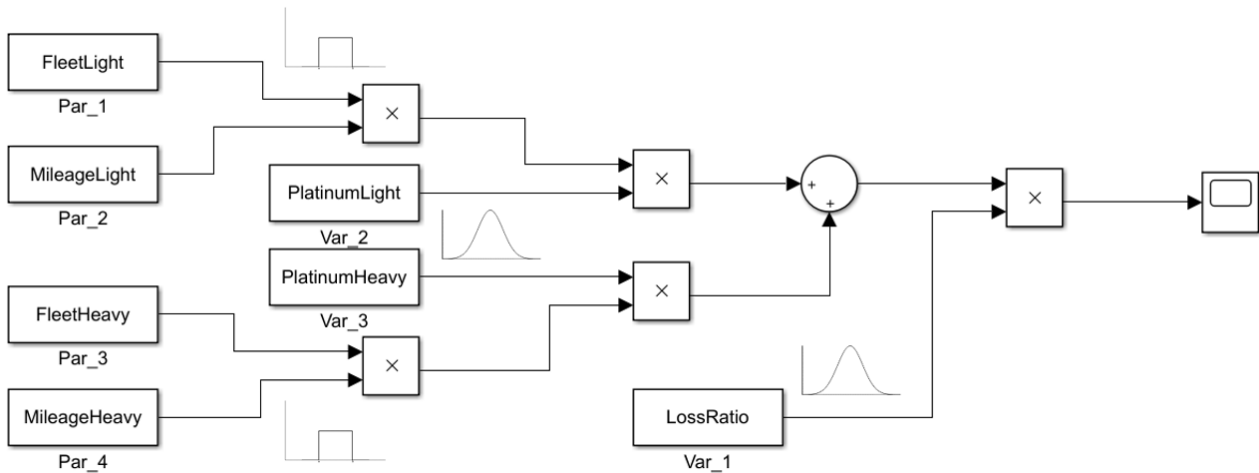 FleetLight
Par_1
×
MileageLight
Par_2
PlatinumLight
Var_2
×
+
+
×
PlatinumHeavy
Var_3
×
FleetHeavy
Par_3
×
MileageHeavy
Par_4
LossRatio
Var_1